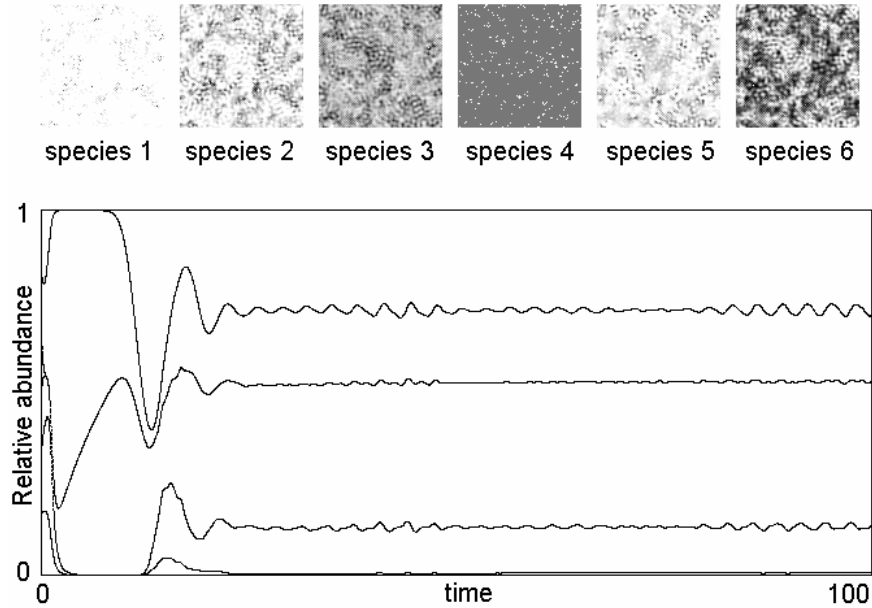 species 1 species 2 species 3 species 4 species 5 species 6
1
Relative abundance
0
0 time 100